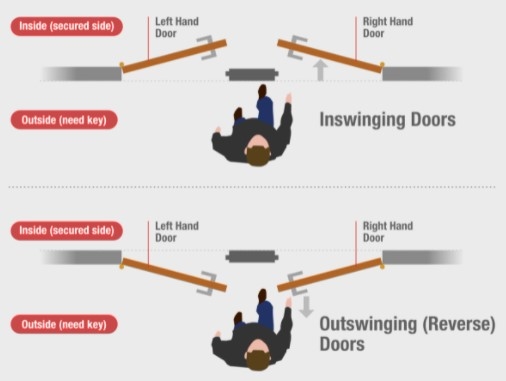 Inside (secured side)
Left Hand
Door
Right Hand
Door
Outside (need key)
Inswinging Doors
Inside (secured side)
Left Hand
Door
Right Hand
Door
Outside (need key)
Outswinging (Reverse)
Doors